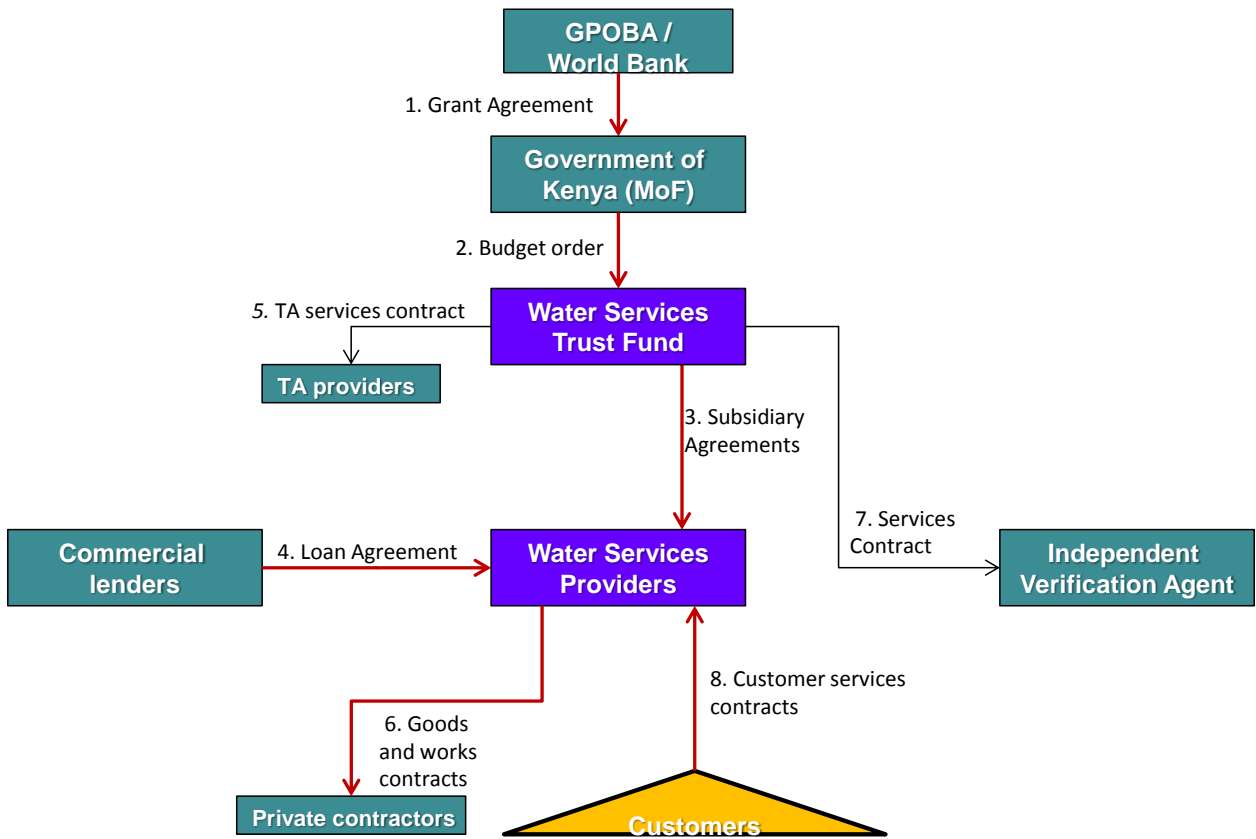 GPOBA /
World Bank
1. Grant Agreement
Government of
Kenya (MoF)
2. Budget order
5. TA services contract
Water Services
Trust Fund
TA providers
3. Subsidiary
Agreements
7. Services
Contract
Commercial
lenders
4. Loan Agreement
Water Services
Providers
Independent
Verification Agent
8. Customer services
contracts
6. Goods
and works
contracts
Private contractors
Customers